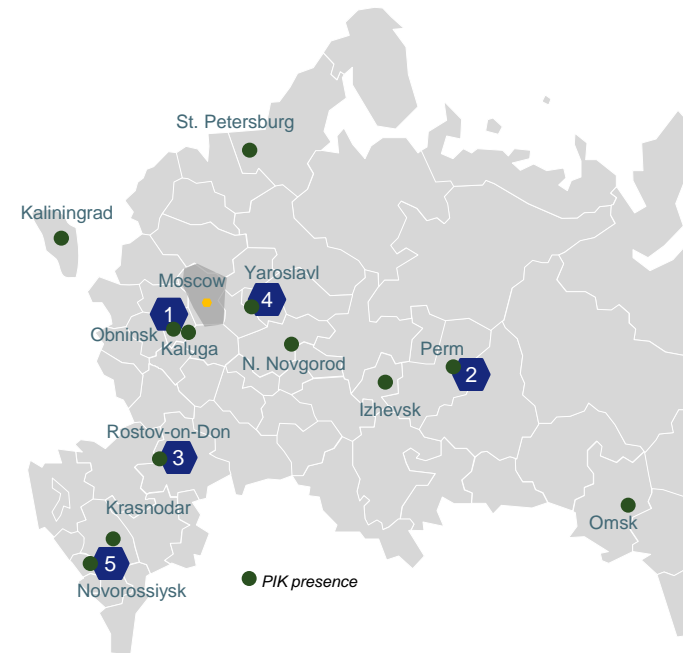 St. Petersburg
Kaliningrad
Moscow
Yaroslavl
1
4
Obninsk
Kaluga
N. Novgorod
Perm
2
Izhevsk
Rostov-on-Don
3
Krasnodar
Omsk
5
Novorossiysk
PIK presence